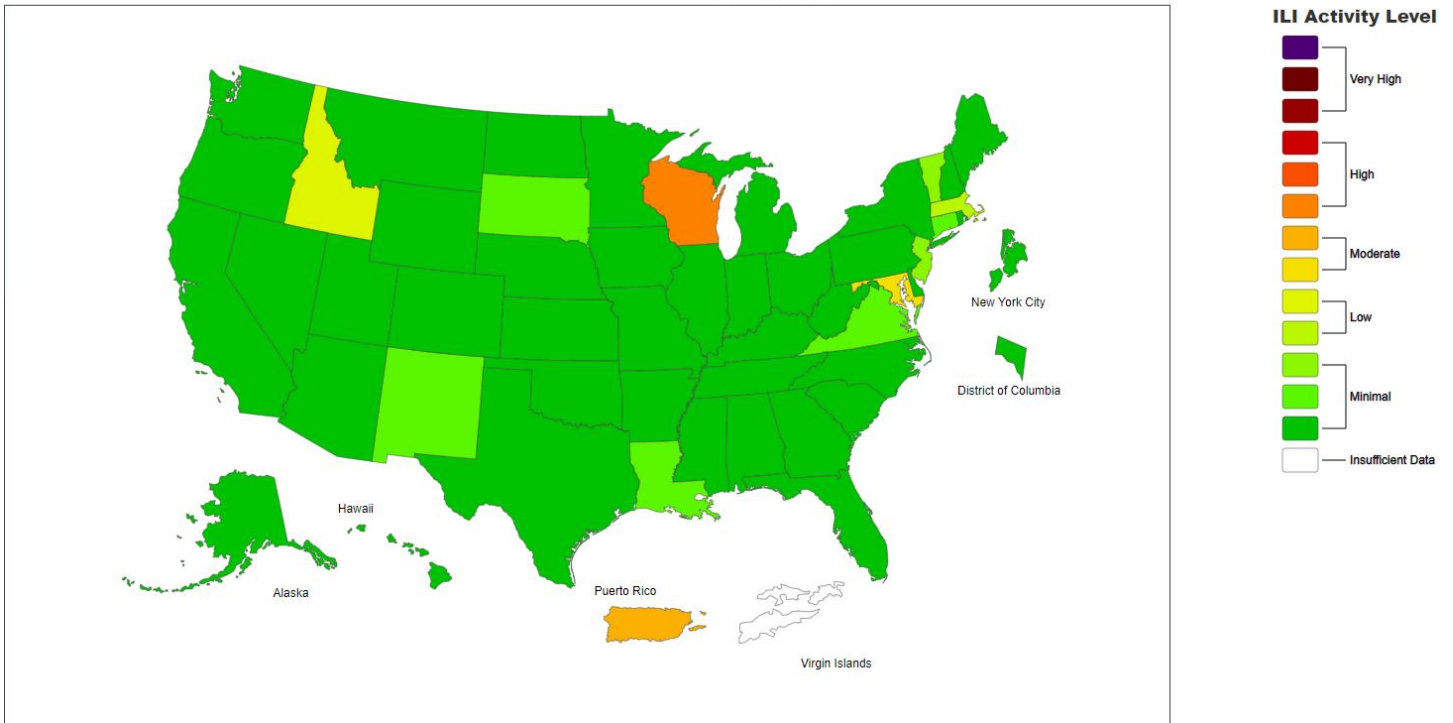 ILI Activity Level
Very High
High
Moderate
Low
Minimal
Insufficient Data
New York City
District of Columbia
Hawaii
Alaska
Puerto Rico
Virgin Islands